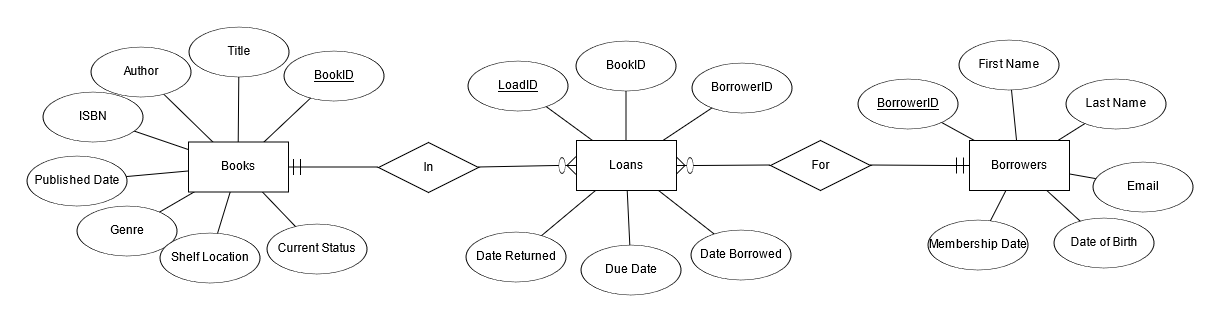 Title
Author
BookID
ISBN
Books
Published Date
Genre
Shelf Location
Current Status
In
LoadID
BookID
BorrowerID
Loans
Date Returned
Due Date
Date Borrowed
For
BorrowerID
First Name
Last Name
Borrowers
Email
Membership Date
Date of Birth